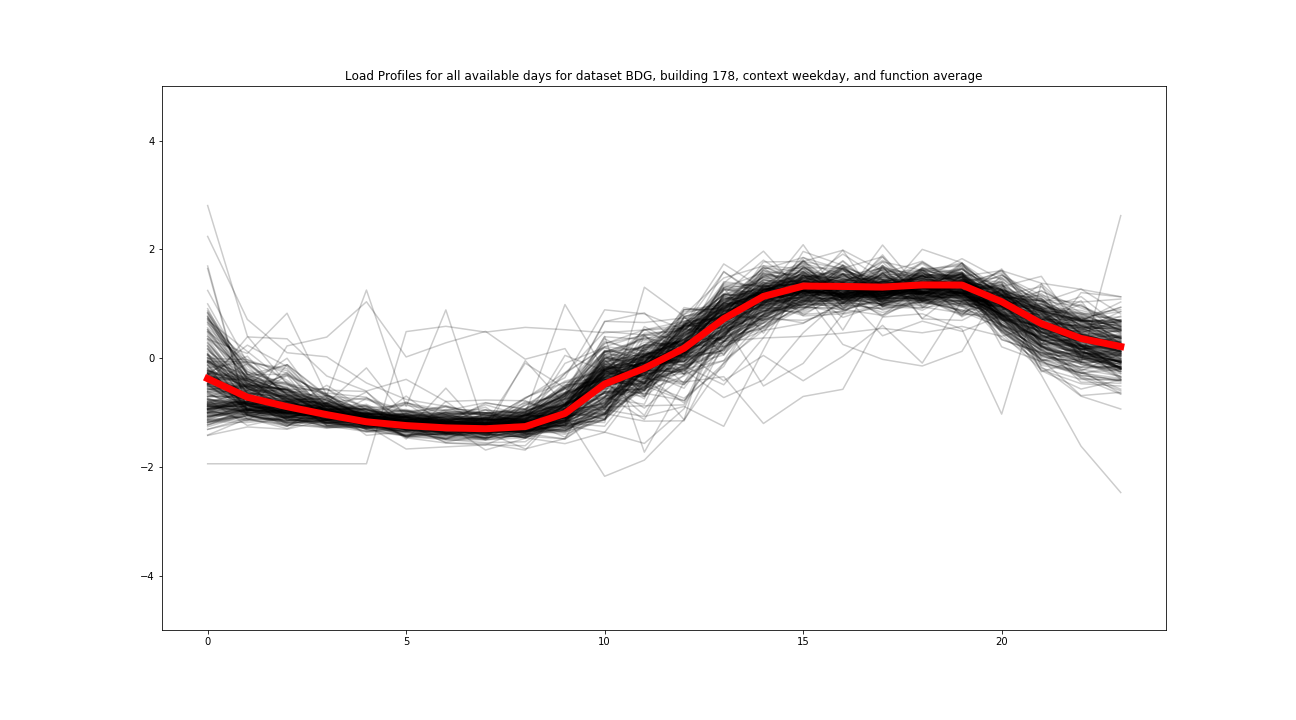 Load Profiles for all available days for dataset BDG, building 178, context weekday, and function average
4
2
0
−2
−4
0 5 10 15 20